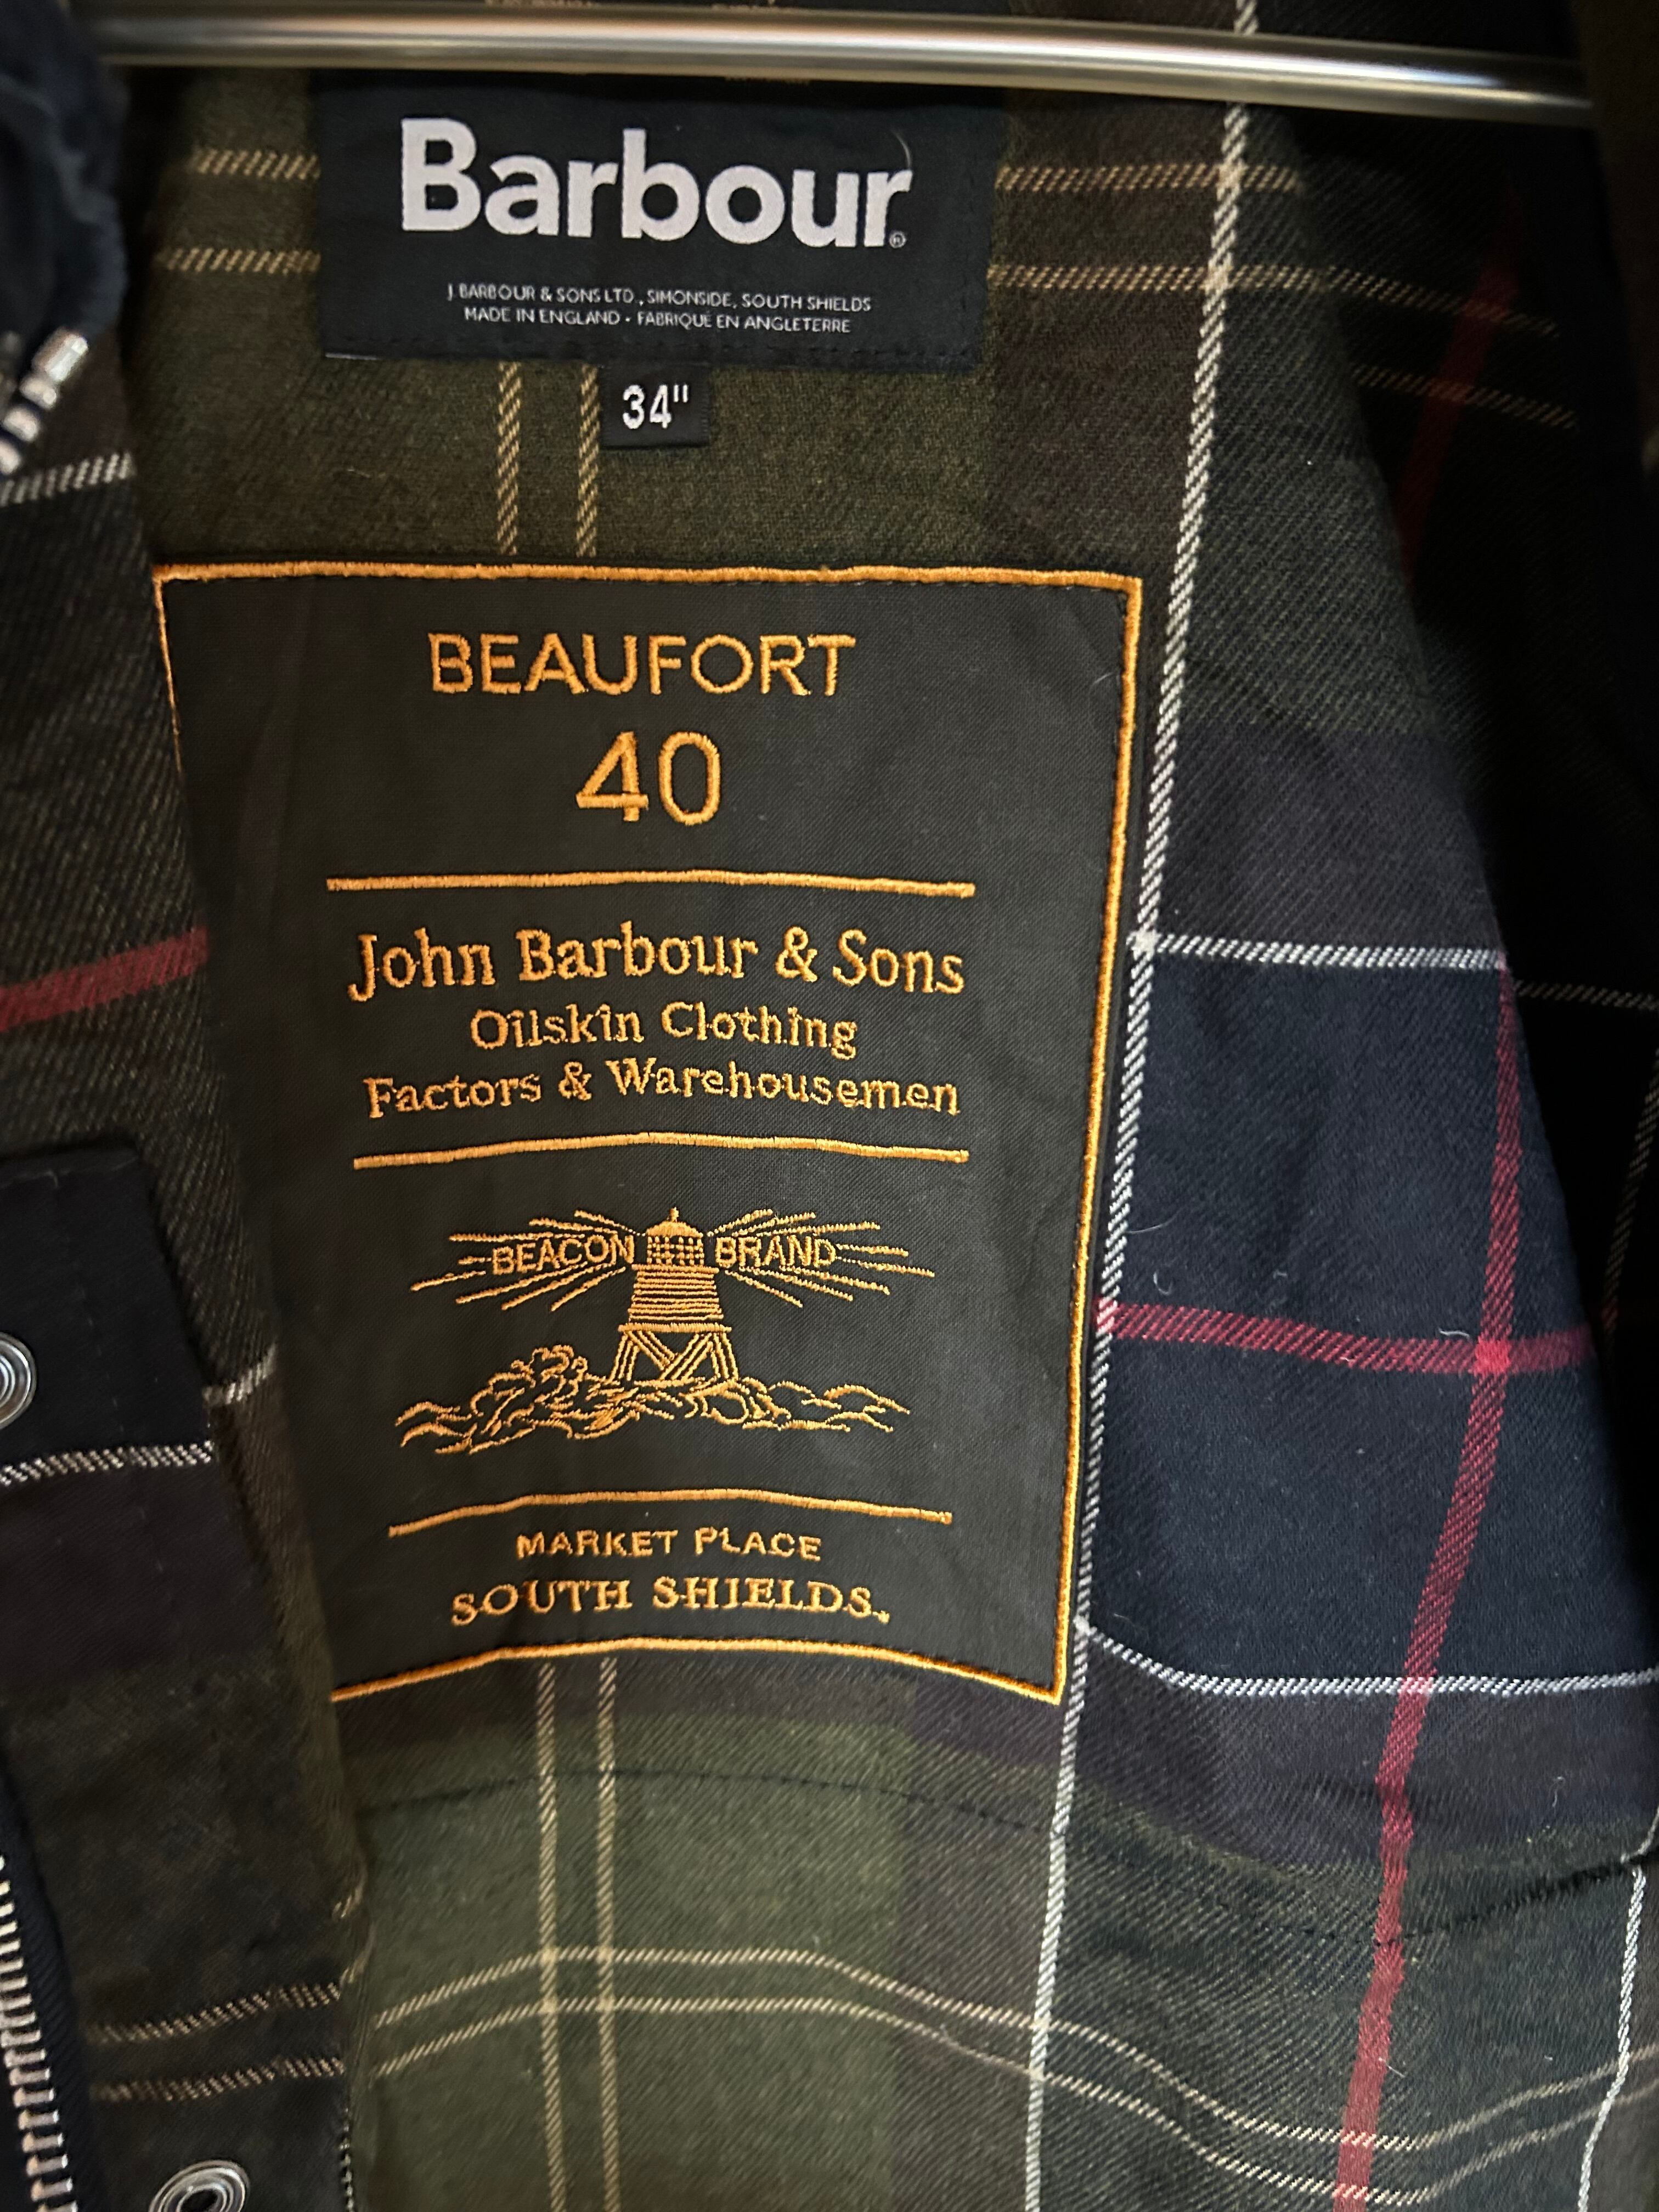 Barbour®
J. BARBOUR & SONS LTD., SIMONSIDE, SOUTH SHIELDS
MADE IN ENGLAND - FABRIQUÉ EN ANGLETERRE
34"
BEAUFORT
40
John Barbour & Sons
Oilskin Clothing
Factors & Warehousemen
BEACON BRAND
MARKET PLACE
SOUTH SHIELDS.